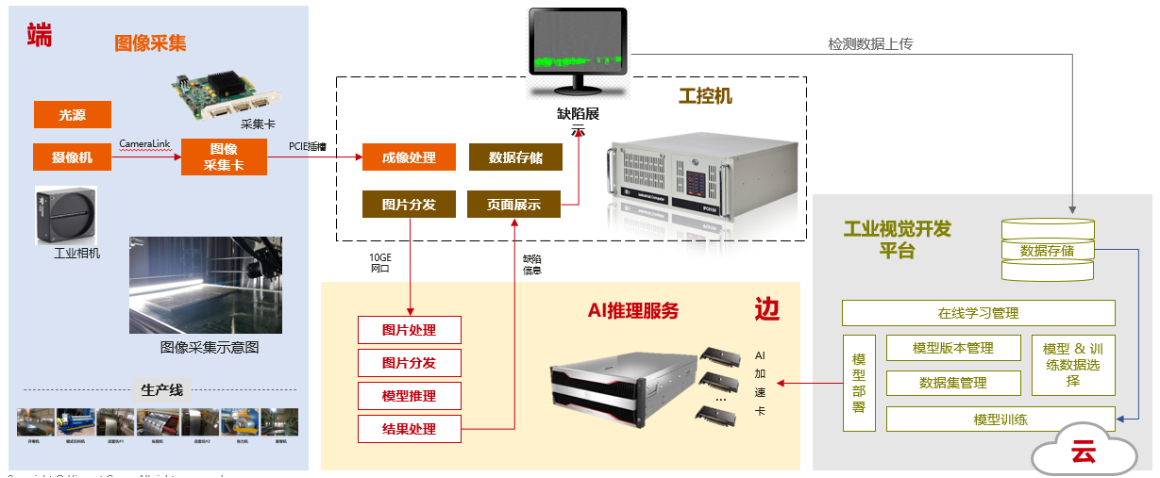 端
图像采集
光源
采集卡
摄像机
CameraLink
图像
采集卡
PCIE插槽
工业相机
图像采集示意图
生产线
缺陷展
示
工控机
成像处理
数据存储
图片分发
页面展示
10GE
网口
缺陷
信息
检测数据上传
AI推理服务
边
图片处理
图片分发
模型推理
结果处理
AI
加
速
卡
...
工业视觉开发
平台
数据存储
在线学习管理
模
型
部
署
模型版本管理
数据集管理
模型 & 训
练数据选
择
模型训练
云